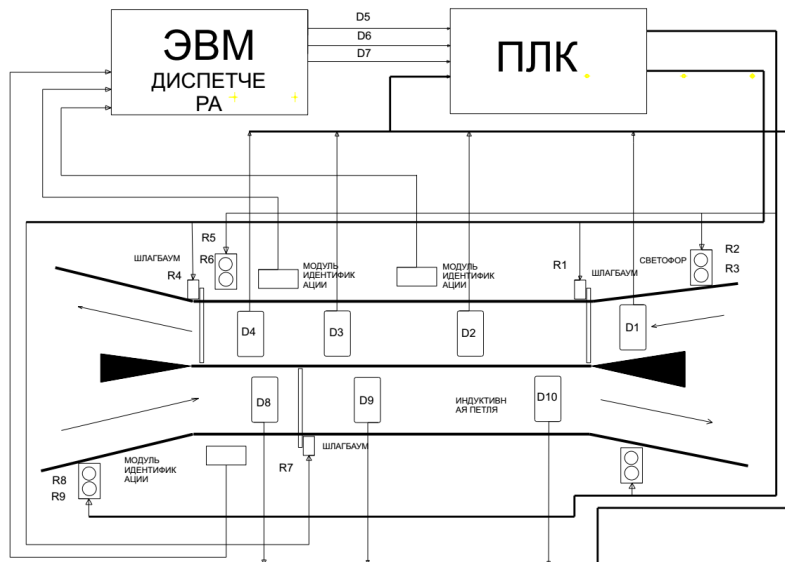 D5
ЭВМ
D6
ПЛК
D7
ДИСПЕТЧЕ
РА
R5
ШЛАГБАУМ
R6
R4
МОДУЛЬ
ИДЕНТИФИК
АЦИИ
МОДУЛЬ
ИДЕНТИФИК
АЦИИ
R1
ШЛАГБАУМ
СВЕТОФОР
R2
R3
D4
D3
D2
D1
D8
D9
ИНДУКТИВН
АЯ ПЕТЛЯ
D10
ШЛАГБАУМ
R7
МОДУЛЬ
ИДЕНТИФИК
АЦИИ
R8
R9